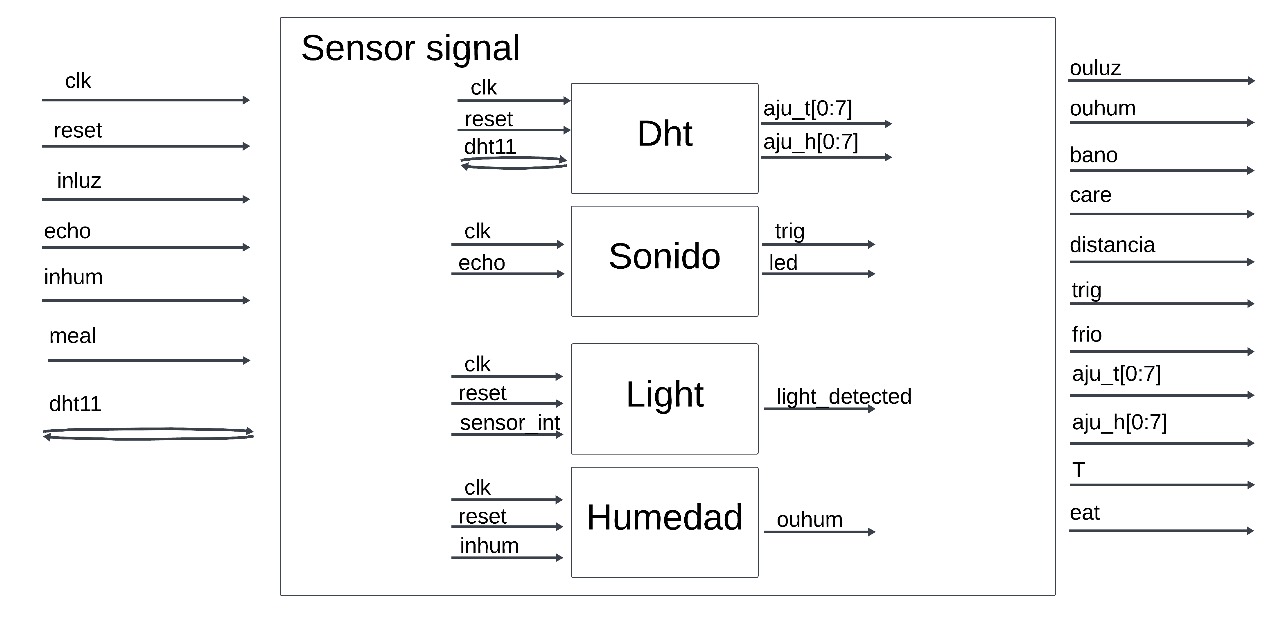 Sensor signal
clk
reset
inluz
echo
inhum
meal
dht11
clk
reset
dht11
Dht
aju_t[0:7]
aju_h[0:7]
clk
echo
Sonido
trig
led
clk
reset
sensor_int
Light
light_detected
clk
reset
inhum
Humedad
ouhum
ouluz
ouhum
bano
care
distancia
trig
frio
aju_t[0:7]
aju_h[0:7]
T
eat